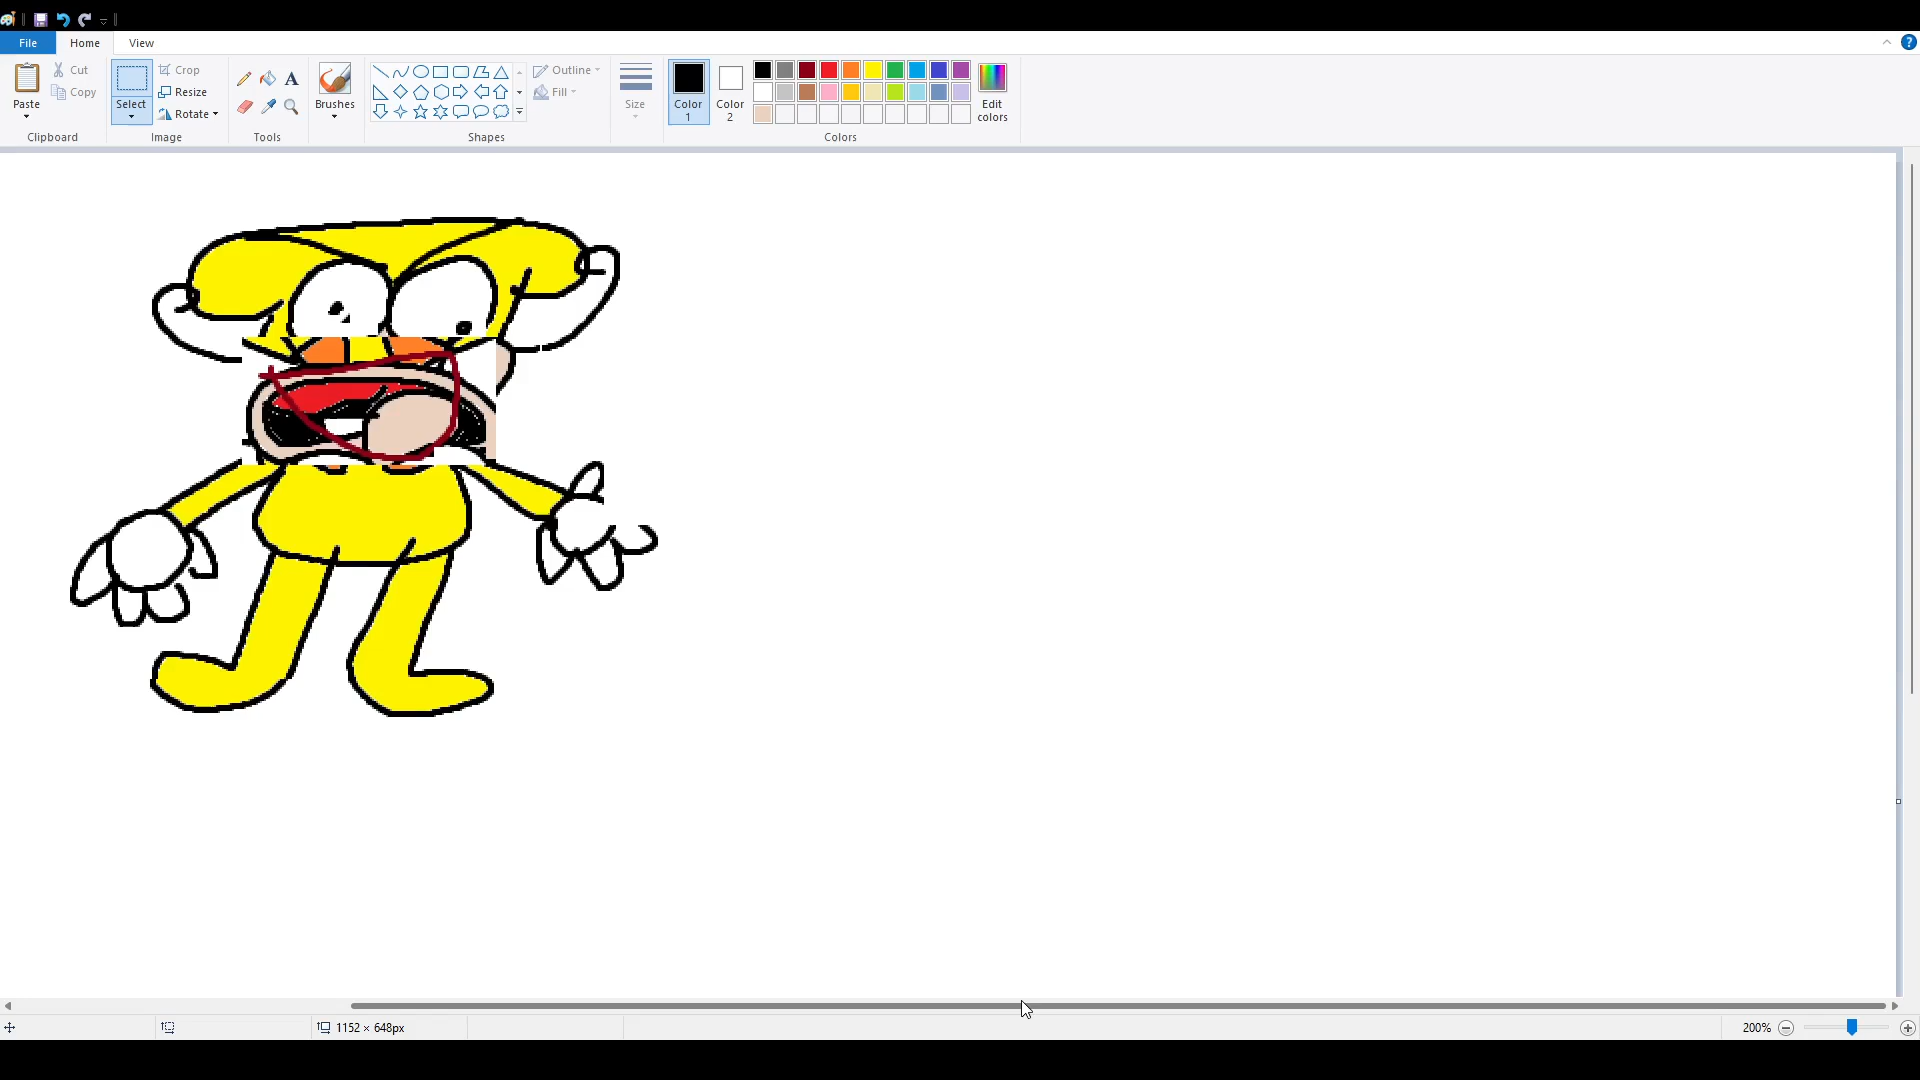 File Home View
?
Paste Cut Copy
Select Crop Resize Rotate
A
Brushes
Outline Fill
Size
Color 1
Color 2
Edit colors
Clipboard Image Tools Shapes Colors
1152 × 648px 200%